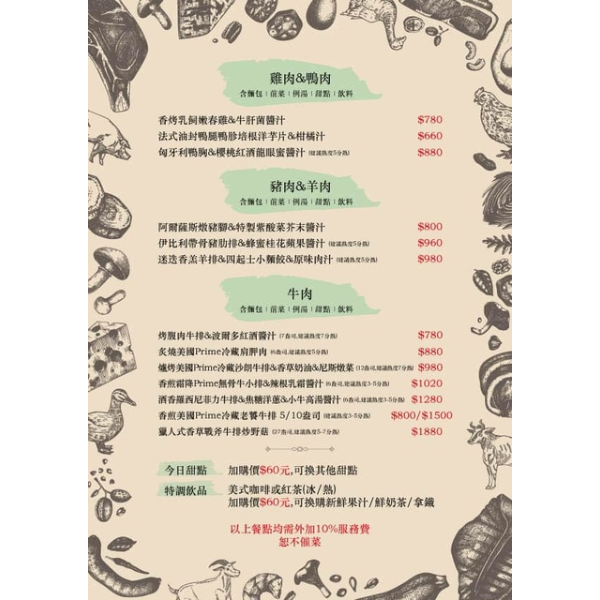 雞肉&鴨肉
含麵包 | 前菜 | 例湯 | 甜點 | 飲料
香烤乳飼嫩春雞&牛肝菌醬汁 $780
法式油封鴨腿鴨胗培根洋芋片&柑橘汁 $660
匈牙利鴨胸&櫻桃紅酒龍眼蜜醬汁 (建議熟度5分熟) $880
豬肉&羊肉
含麵包 | 前菜 | 例湯 | 甜點 | 飲料
阿爾薩斯燉豬腳&特製紫酸菜芥末醬汁 $800
伊比利帶骨豬肋排&蜂蜜桂花蘋果醬汁 (建議熟度5分熟) $960
迷迭香羔羊排&四起士小麵餃&原味肉汁 (建議熟度5分熟) $980
牛肉
含麵包 | 前菜 | 例湯 | 甜點 | 飲料
烤腹肉牛排&波爾多紅酒醬汁 (7盎司,建議熟度7分熟) $780
炙燒美國Prime冷藏肩胛肉 (6盎司,建議熟度5分熟) $880
爐烤美國Prime冷藏沙朗牛排&香草奶油&尼斯燉菜 (12盎司,建議熟度7分熟) $980
香煎霜降Prime無骨牛小排&辣根乳霜醬汁 (6盎司,建議熟度3-5分熟) $1020
酒香羅西尼菲力牛排&焦糖洋蔥&小牛高湯醬汁 (6盎司,建議熟度3-5分熟) $1280
香煎美國Prime冷藏老饕牛排 5/10盎司 (建議熟度3-5分熟) $800/$1500
獵人式香草戰斧牛排炒野菇 (27盎司,建議熟度5-7分熟) $1880
今日甜點 加購價$60元,可換其他甜點
特調飲品 美式咖啡或紅茶(冰/熱)
加購價$60元,可換購新鮮果汁/鮮奶茶/拿鐵
以上餐點均需外加10%服務費
恕不催菜